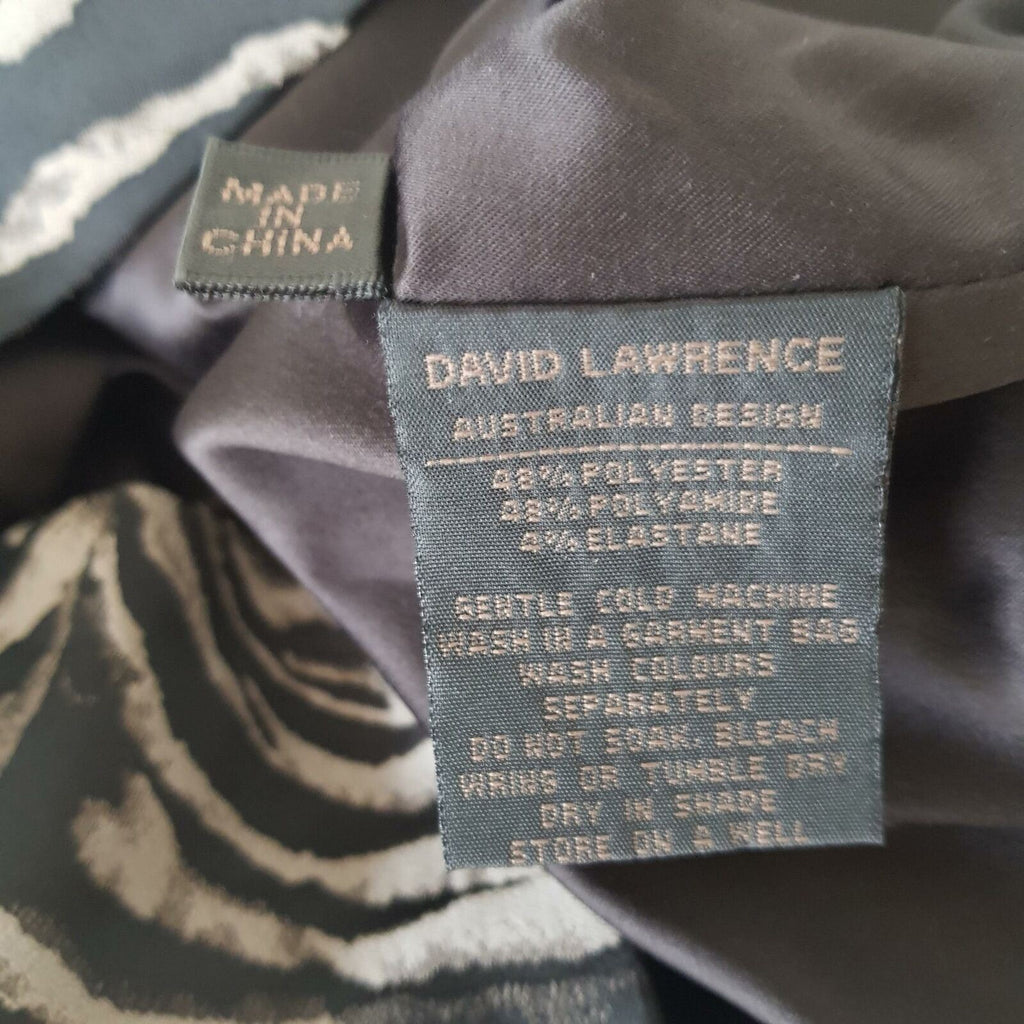 MADE
IN
CHINA
DAVID LAWRENCE
AUSTRALIAN DESIGN
48% POLYESTER
48% POLYAMIDE
4% ELASTANE
GENTLE COLD MACHINE
WASH IN A GARMENT BAG
WASH COLOURS
SEPARATELY
DO NOT SOAK, BLEACH
WRING OR TUMBLE DRY
DRY IN SHADE
STORE ON A WELL